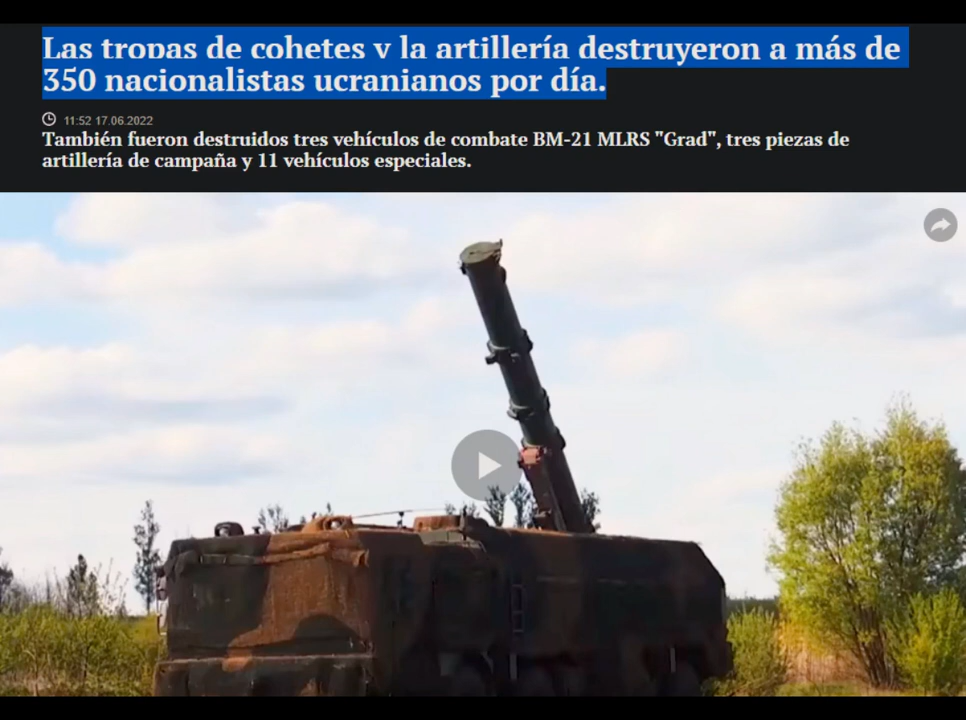 Las tropas de cohetes y la artillería destruyeron a más de
350 nacionalistas ucranianos por día.
11:52 17.06.2022
También fueron destruidos tres vehículos de combate BM-21 MLRS "Grad", tres piezas de
artillería de campaña y 11 vehículos especiales.